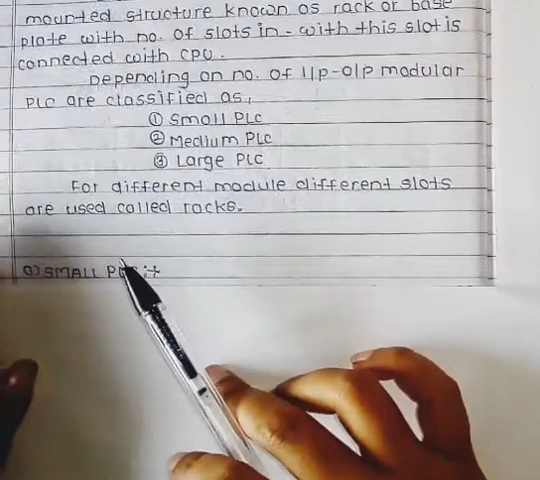 mounted structure known as rack or base
plate with no. of slots in - with this slot is
connected with CPU.
Depending on no. of I/p-o/p modular
PLC are classified as,
① Small PLC
② Medium PLC
③ Large PLC
For different module different slots
are used called racks.
a) SMALL